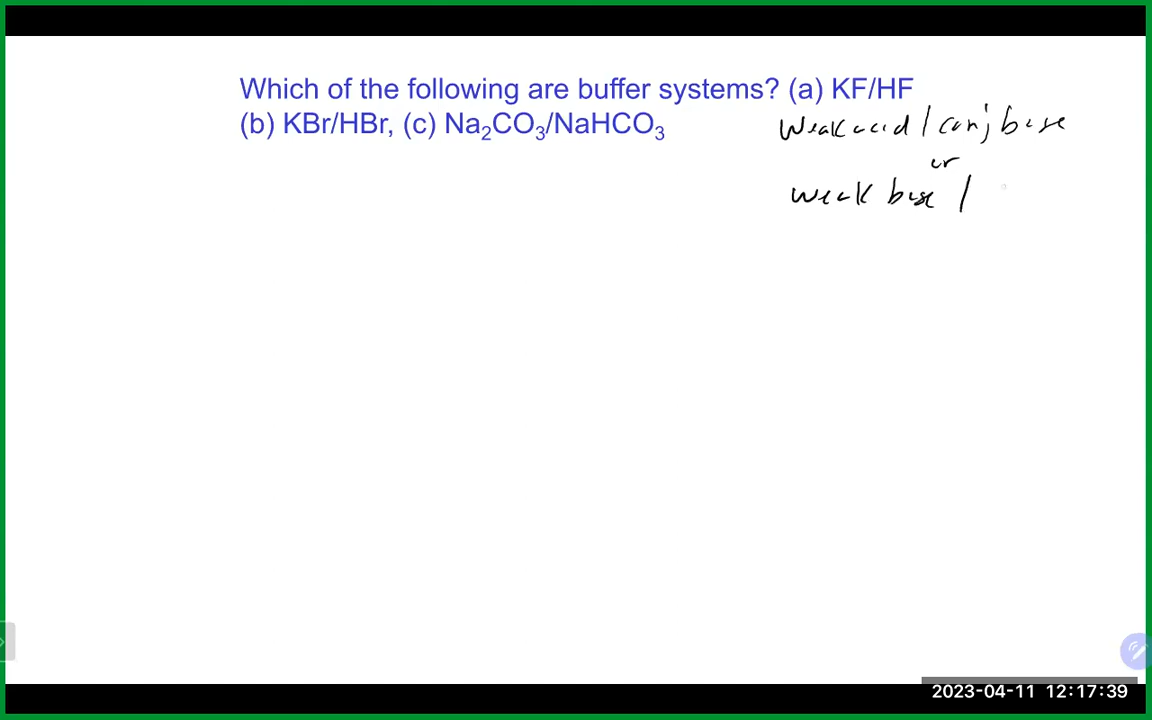 Which of the following are buffer systems? (a) KF/HF
(b) KBr/HBr, (c) Na₂CO₃/NaHCO₃
Weak acid / conj base
or
weak base /
2023-04-11 12:17:39